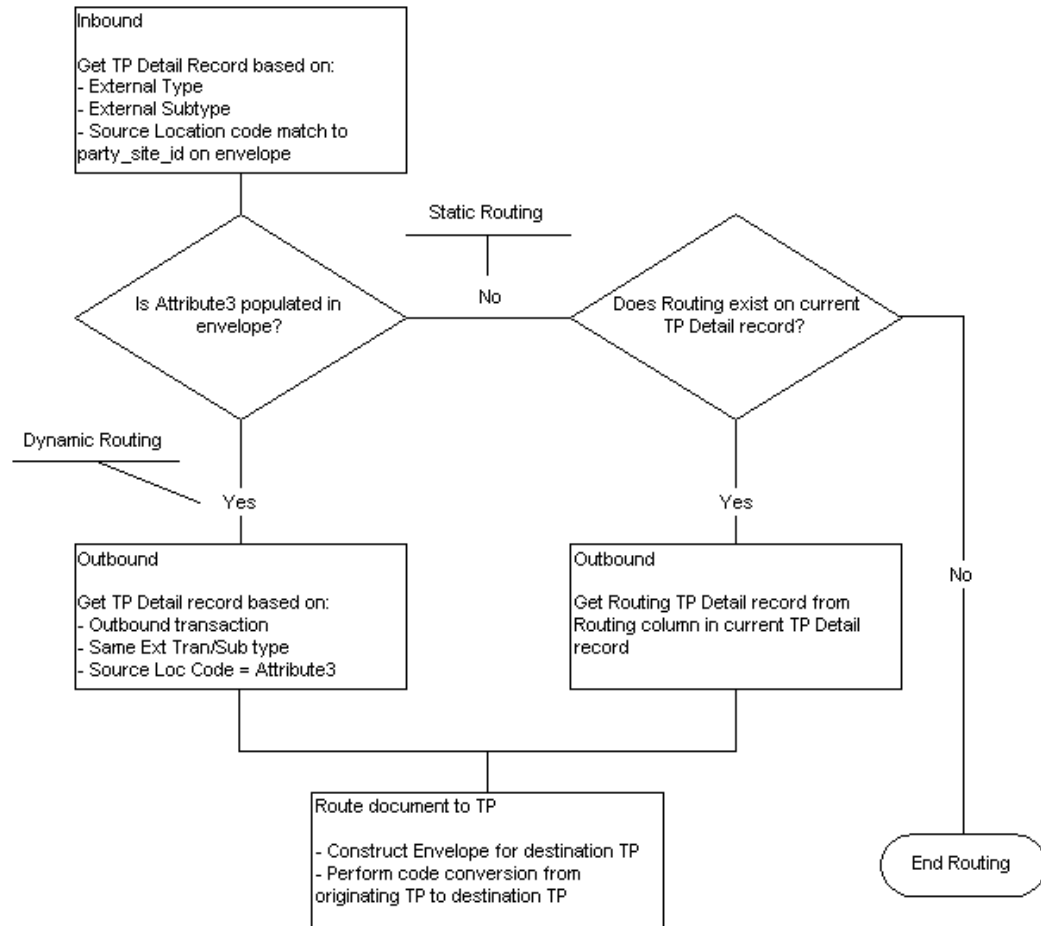 Inbound
Get TP Detail Record based on:
- External Type
- External Subtype
- Source Location code match to
party_site_id on envelope
Static Routing
No
Is Attribute3 populated in
envelope?
Does Routing exist on current
TP Detail record?
Dynamic Routing
Yes
Yes
No
Outbound
Get TP Detail record based on:
- Outbound transaction
- Same Ext Tran/Sub type
- Source Loc Code = Attribute3
Outbound
Get Routing TP Detail record from
Routing column in current TP Detail
record
Route document to TP
- Construct Envelope for destination TP
- Perform code conversion from
originating TP to destination TP
End Routing